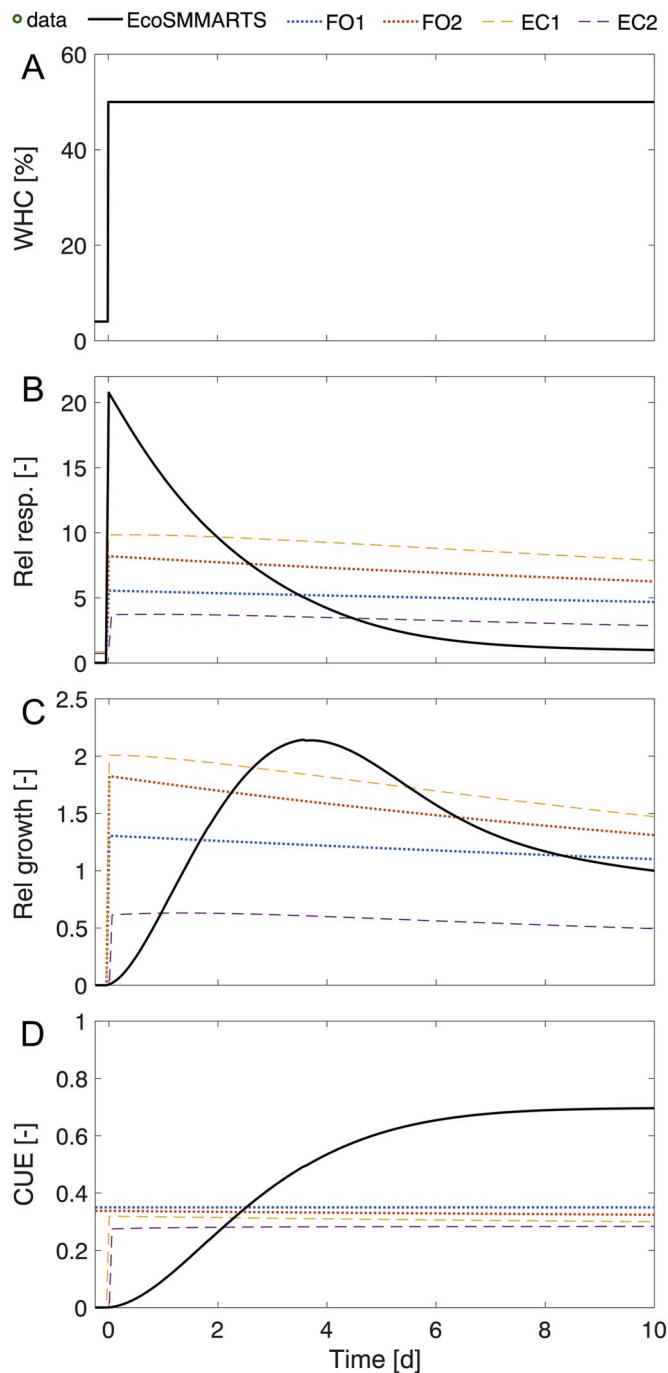 data EcoSMMARTS FO1 FO2 EC1 EC2
A
60
40
20
0
WHC [%]
B
20
15
10
5
0
Rel resp. [-]
C
2.5
2
1.5
1
0.5
0
Rel growth [-]
D
1
0.8
0.6
0.4
0.2
0
CUE [-]
0 2 4 6 8 10
Time [d]